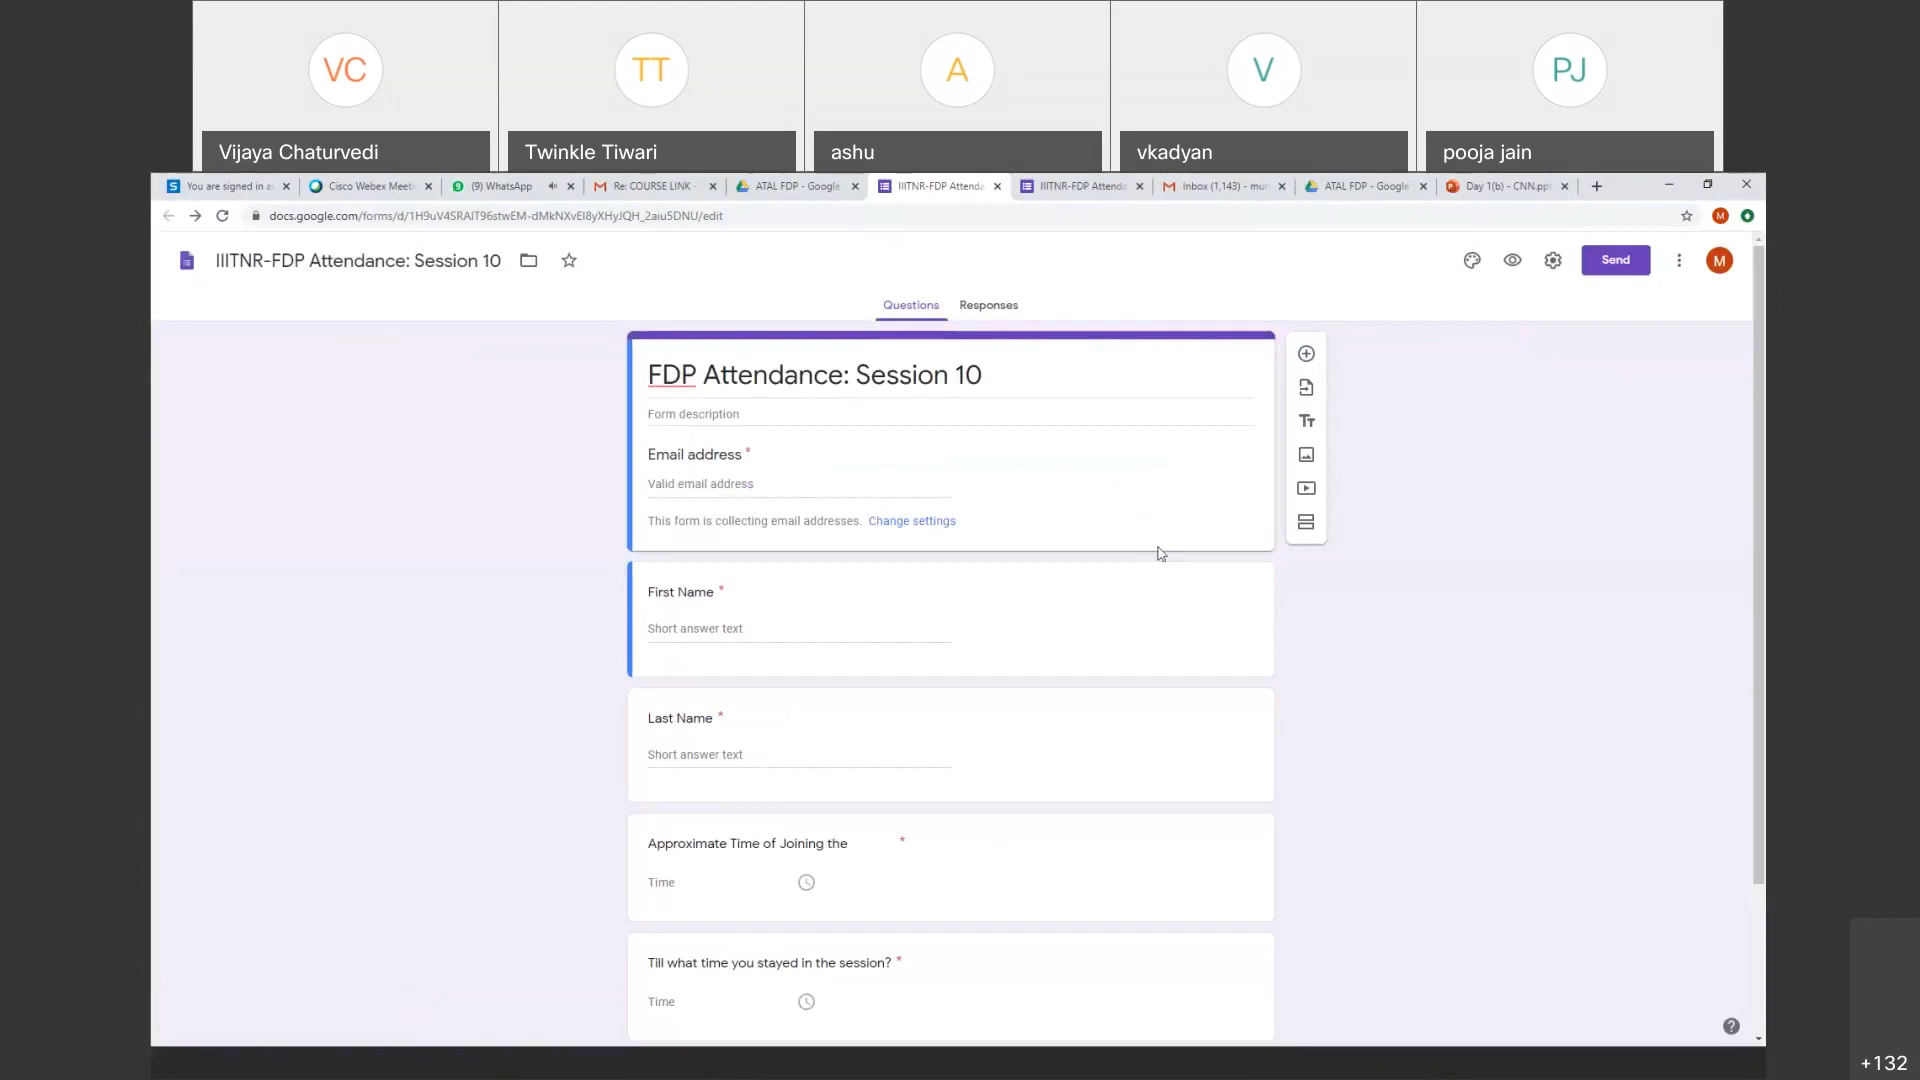 VC
TT
A
V
PJ
Vijaya Chaturvedi
Twinkle Tiwari
ashu
vkadyan
pooja jain
You are signed in as
Cisco Webex Meeti
(9) WhatsApp
Re: COURSE LINK -
ATAL FDP - Google
IIITNR-FDP Attenda
IIITNR-FDP Attenda
Inbox (1,143) - mun
ATAL FDP - Google
Day 1(b) - CNN.ppt
docs.google.com/forms/d/1H9uV4SRAIT96stwEM-dMkNXvEl8yXHyJQH_2aiu5DNU/edit
M
IIITNR-FDP Attendance: Session 10
Send
M
Questions
Responses
FDP Attendance: Session 10
Form description
Email address *
Valid email address
This form is collecting email addresses. Change settings
First Name *
Short answer text
Last Name *
Short answer text
Approximate Time of Joining the *
Time
Till what time you stayed in the session? *
Time
+132